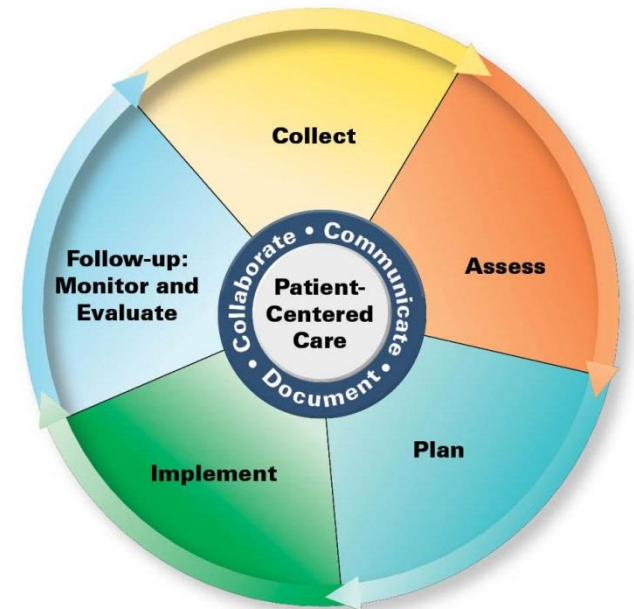 Collect
Assess
Plan
Implement
Follow-up:
Monitor and
Evaluate
Collaborate • Communicate • Document •
Patient-
Centered
Care